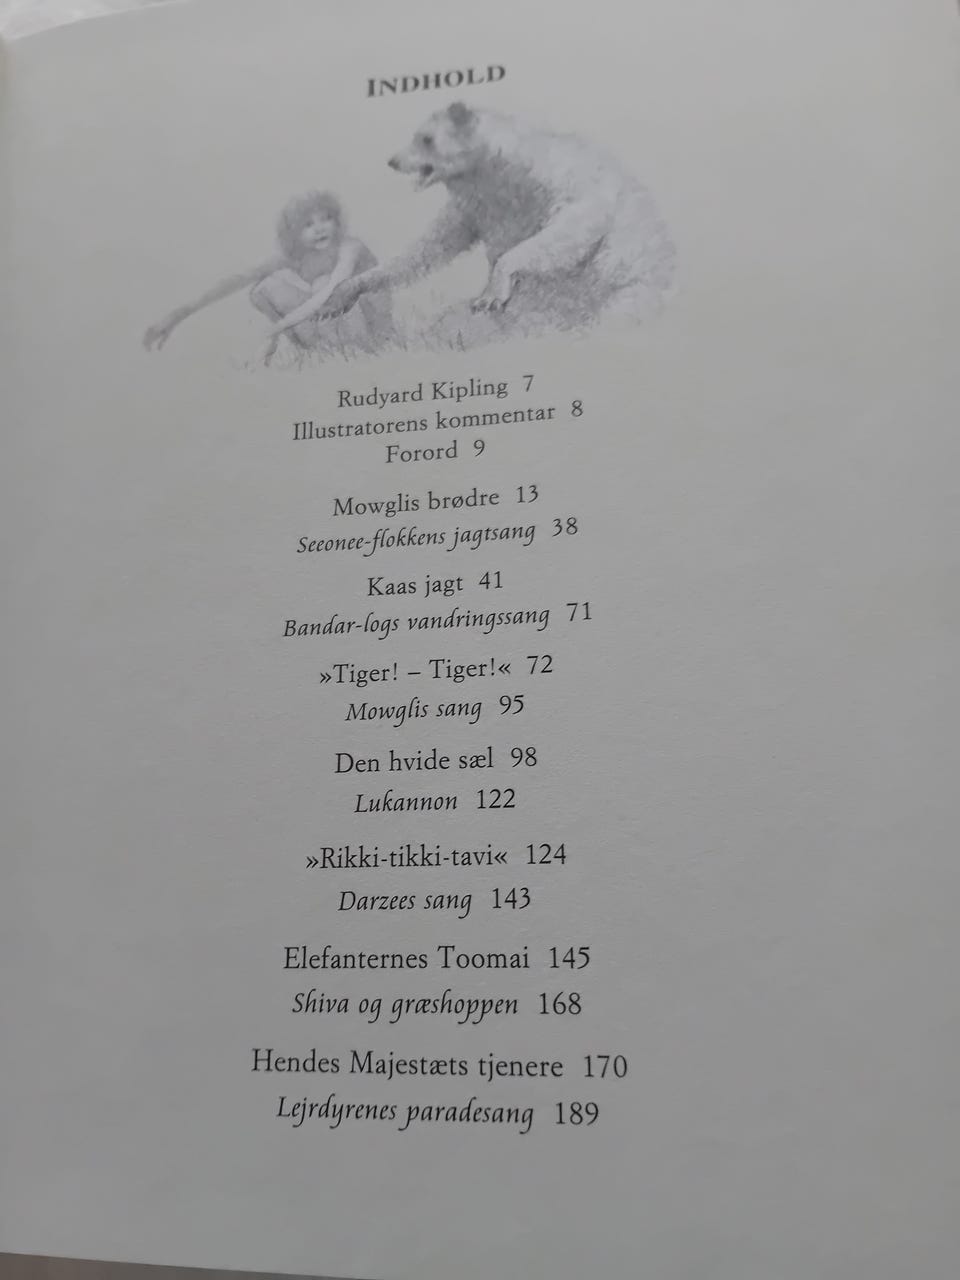 INDHOLD
Rudyard Kipling 7
Illustratorens kommentar 8
Forord 9
Mowglis brødre 13
Seeonee-flokkens jagtsang 38
Kaas jagt 41
Bandar-logs vandringssang 71
»Tiger! – Tiger!« 72
Mowglis sang 95
Den hvide sæl 98
Lukannon 122
»Rikki-tikki-tavi« 124
Darzees sang 143
Elefanternes Toomai 145
Shiva og græshoppen 168
Hendes Majestæts tjenere 170
Lejrdyrenes paradesang 189